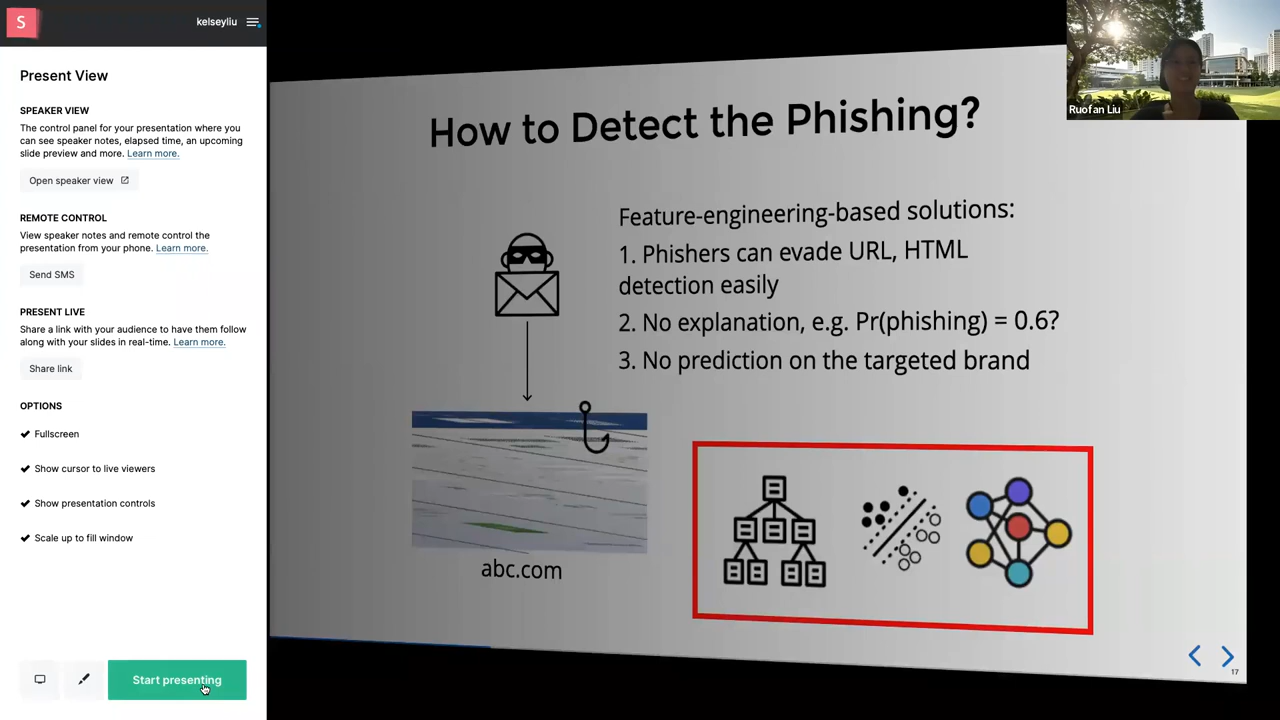 S
kelseyliu
Present View
SPEAKER VIEW
The control panel for your presentation where you
can see speaker notes, elapsed time, an upcoming
slide preview and more. Learn more.
Open speaker view
REMOTE CONTROL
View speaker notes and remote control the
presentation from your phone. Learn more.
Send SMS
PRESENT LIVE
Share a link with your audience to have them follow
along with your slides in real-time. Learn more.
Share link
OPTIONS
Fullscreen
Show cursor to live viewers
Show presentation controls
Scale up to fill window
Start presenting
How to Detect the Phishing?
Feature-engineering-based solutions:
1. Phishers can evade URL, HTML
detection easily
2. No explanation, e.g. Pr(phishing) = 0.6?
3. No prediction on the targeted brand
abc.com
17
Ruofan Liu